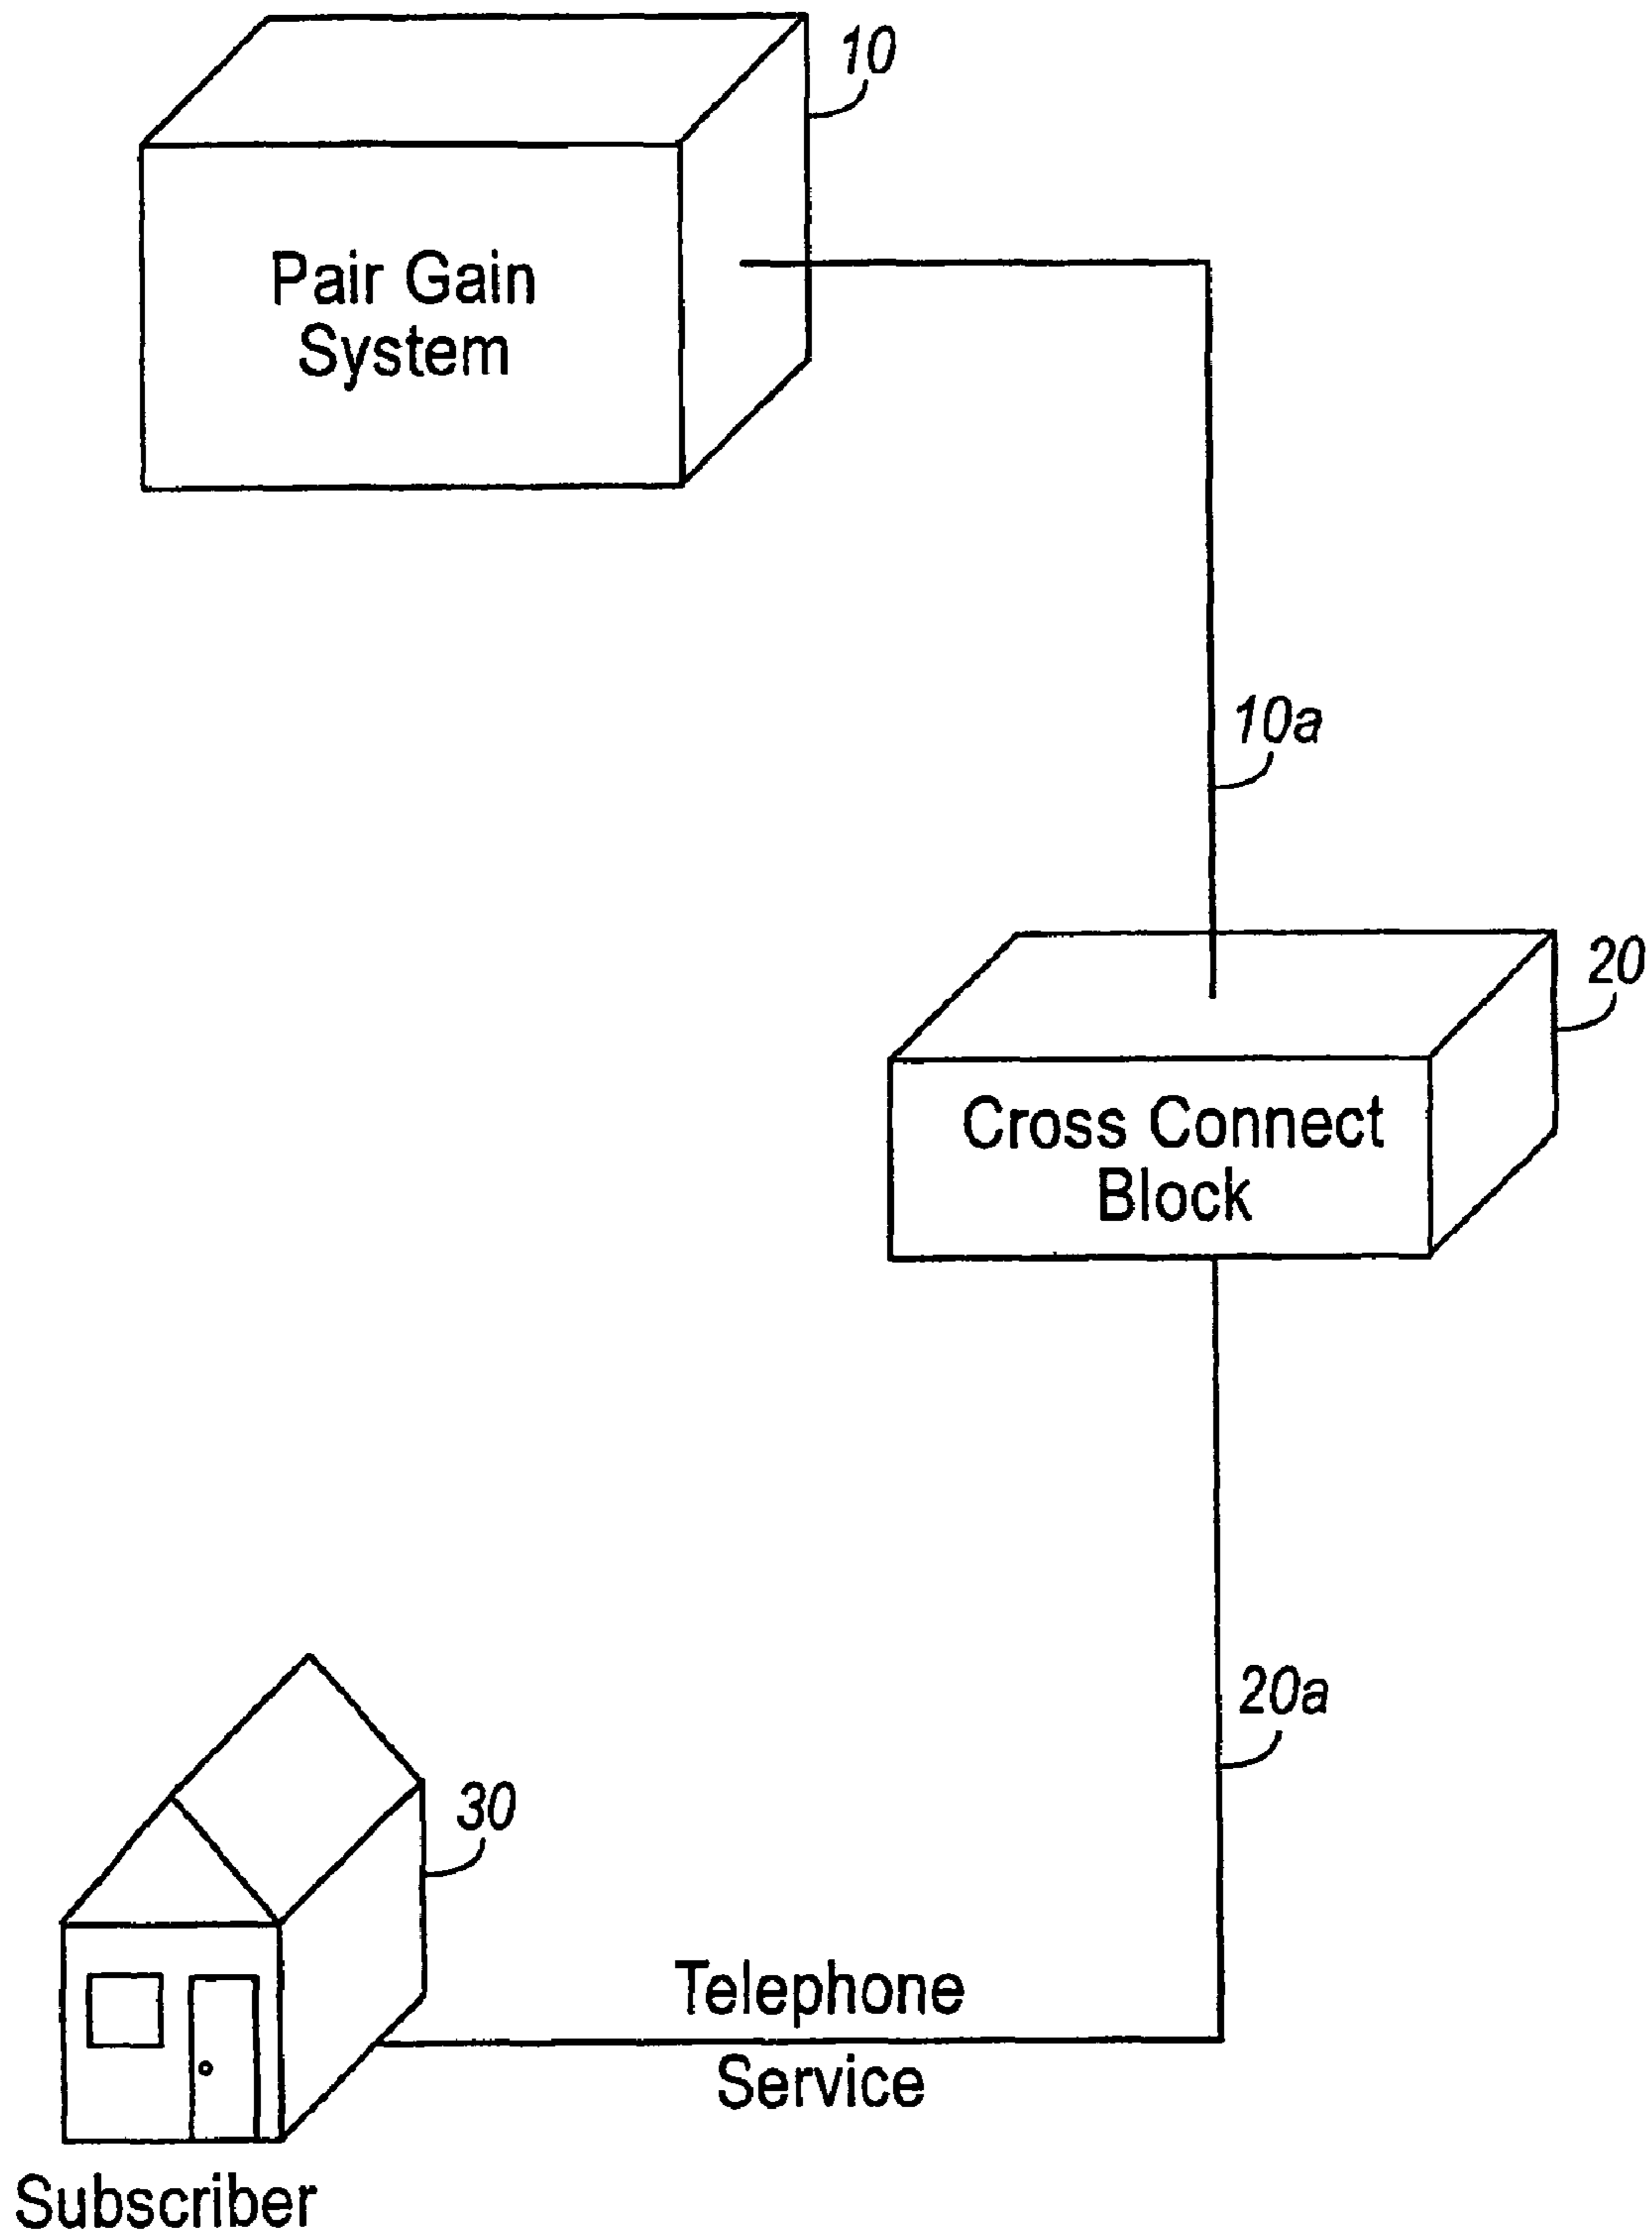 10
Pair Gain
System
10a
20
Cross Connect
Block
20a
30
Telephone
Service
Subscriber